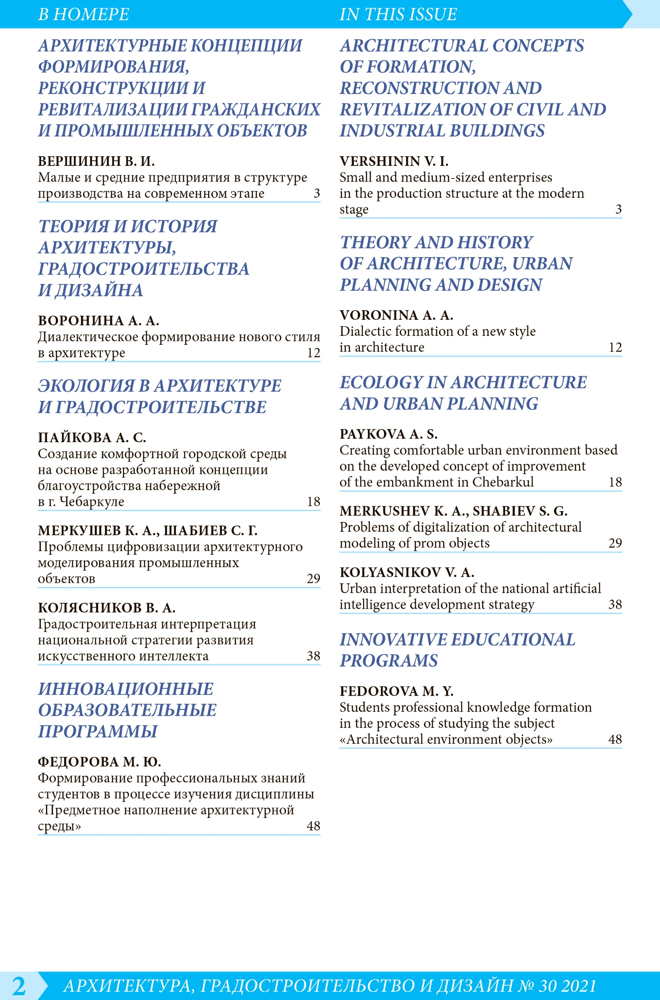 В НОМЕРЕ
АРХИТЕКТУРНЫЕ КОНЦЕПЦИИ
ФОРМИРОВАНИЯ,
РЕКОНСТРУКЦИИ И
РЕВИТАЛИЗАЦИИ ГРАЖДАНСКИХ
И ПРОМЫШЛЕННЫХ ОБЪЕКТОВ
ВЕРШИНИН В. И.
Малые и средние предприятия в структуре
производства на современном этапе 3
ТЕОРИЯ И ИСТОРИЯ
АРХИТЕКТУРЫ,
ГРАДОСТРОИТЕЛЬСТВА
И ДИЗАЙНА
ВОРОНИНА А. А.
Диалектическое формирование нового стиля
в архитектуре 12
ЭКОЛОГИЯ В АРХИТЕКТУРЕ
И ГРАДОСТРОИТЕЛЬСТВЕ
ПАЙКОВА А. С.
Создание комфортной городской среды
на основе разработанной концепции
благоустройства набережной
в г. Чебаркуле 18
МЕРКУШЕВ К. А., ШАБИЕВ С. Г.
Проблемы цифровизации архитектурного
моделирования промышленных
объектов 29
КОЛЯСНИКОВ В. А.
Градостроительная интерпретация
национальной стратегии развития
искусственного интеллекта 38
ИННОВАЦИОННЫЕ
ОБРАЗОВАТЕЛЬНЫЕ
ПРОГРАММЫ
ФЕДОРОВА М. Ю.
Формирование профессиональных знаний
студентов в процессе изучения дисциплины
«Предметное наполнение архитектурной
среды» 48
IN THIS ISSUE
ARCHITECTURAL CONCEPTS
OF FORMATION,
RECONSTRUCTION AND
REVITALIZATION OF CIVIL AND
INDUSTRIAL BUILDINGS
VERSHININ V. I.
Small and medium-sized enterprises
in the production structure at the modern
stage 3
THEORY AND HISTORY
OF ARCHITECTURE, URBAN
PLANNING AND DESIGN
VORONINA A. A.
Dialectic formation of a new style
in architecture 12
ECOLOGY IN ARCHITECTURE
AND URBAN PLANNING
PAYKOVA A. S.
Creating comfortable urban environment based
on the developed concept of improvement
of the embankment in Chebarkul 18
MERKUSHEV K. A., SHABIEV S. G.
Problems of digitalization of architectural
modeling of prom objects 29
KOLYASNIKOV V. A.
Urban interpretation of the national artificial
intelligence development strategy 38
INNOVATIVE EDUCATIONAL
PROGRAMS
FEDOROVA M. Y.
Students professional knowledge formation
in the process of studying the subject
«Architectural environment objects» 48
2 АРХИТЕКТУРА, ГРАДОСТРОИТЕЛЬСТВО И ДИЗАЙН № 30 2021